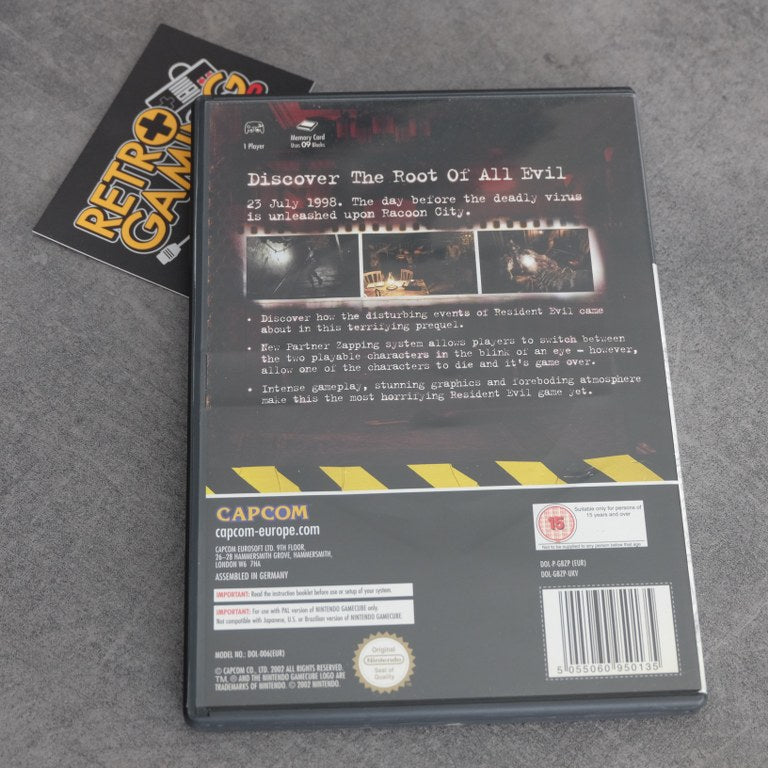 RETRO
GAMING
1 Player
Memory Card
Uses 09 Blocks
Discover The Root Of All Evil
23 July 1998. The day before the deadly virus
is unleashed upon Racoon City.
• Discover how the disturbing events of Resident Evil came
about in this terrifying prequel.
• New Partner Zapping system allows players to switch between
the two playable characters in the blink of an eye – however,
allow one of the characters to die and it's game over.
• Intense gameplay, stunning graphics and foreboding atmosphere
make this the most horrifying Resident Evil game yet.
CAPCOM
capcom-europe.com
CAPCOM EUROSOFT LTD. 9TH FLOOR,
26-28 HAMMERSMITH GROVE, HAMMERSMITH,
LONDON W6 7HA
ASSEMBLED IN GERMANY
IMPORTANT: Read the instruction booklet before use or setup of your system.
IMPORTANT: For use with PAL version of NINTENDO GAMECUBE only.
Not compatible with Japanese, U.S. or Brazilian version of NINTENDO GAMECUBE
MODEL NO.: DOL-006(EUR)
© CAPCOM CO., LTD. 2002 ALL RIGHTS RESERVED.
TM, ® AND THE NINTENDO GAMECUBE LOGO ARE
TRADEMARKS OF NINTENDO. © 2002 NINTENDO.
Original
Nintendo
Seal of
Quality
15
Suitable only for persons of
15 years and over
Not to be supplied to any person below that age
DOL-P-GBZP (EUR)
DOL-GBZP-UKV
5 055060 950135